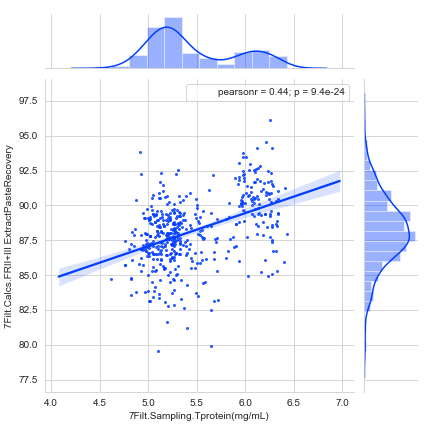 pearsonr = 0.44; p = 9.4e-24
97.5
95.0
92.5
90.0
87.5
85.0
82.5
80.0
77.5
7Filt.Calcs.FRII+III ExtractPasteRecovery
4.0 4.5 5.0 5.5 6.0 6.5 7.0
7Filt.Sampling.Tprotein(mg/mL)